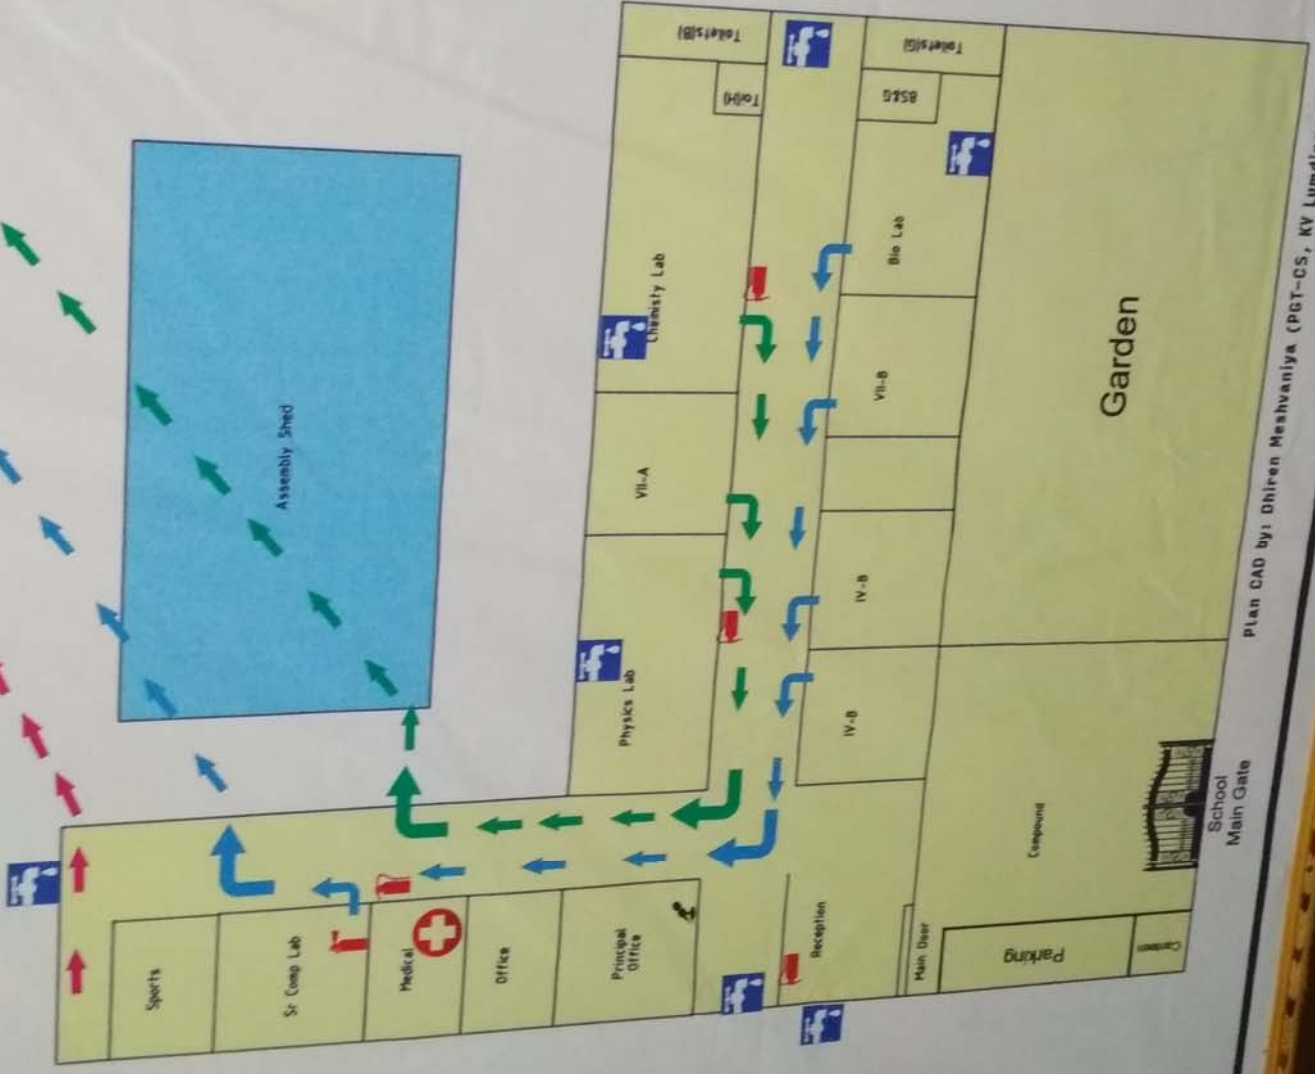 Toilets(B)
Toilets(G)
Toi(H)
BS&G
Chemisty Lab
Bio Lab
VII-A
VII-B
Physics Lab
IV-B
IV-B
Garden
Assembly Shed
Sports
Sr Comp Lab
Medical
Office
Principal
Office
Reception
Main Door
Compound
Parking
Canteen
School
Main Gate
Plan CAD by: Dhiren Meshvaniya (PGT-CS, KV